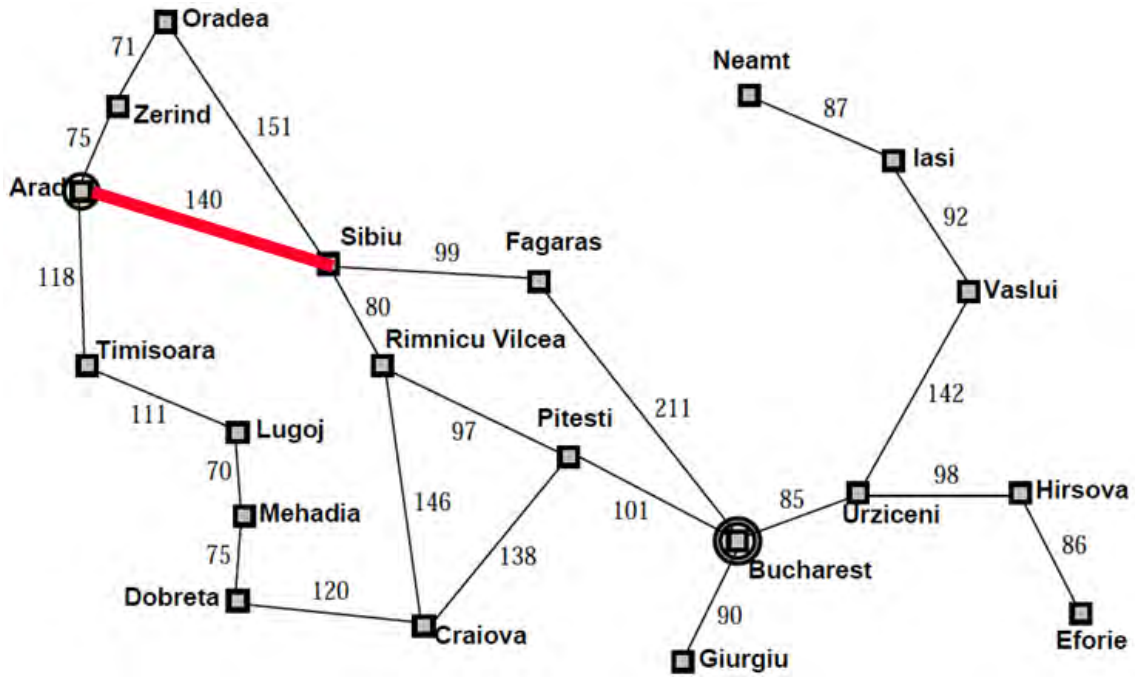 Oradea
71
Neamt
Zerind
87
75
151
Iasi
Arad
140
92
Sibiu
Fagaras
99
118
Vaslui
80
Rimnicu Vilcea
Timisoara
142
111
211
Pitesti
Lugoj
97
70
98
Hirsova
146
85
Urziceni
101
Mehadia
86
75
138
Bucharest
Dobreta
120
90
Craiova
Eforie
Giurgiu